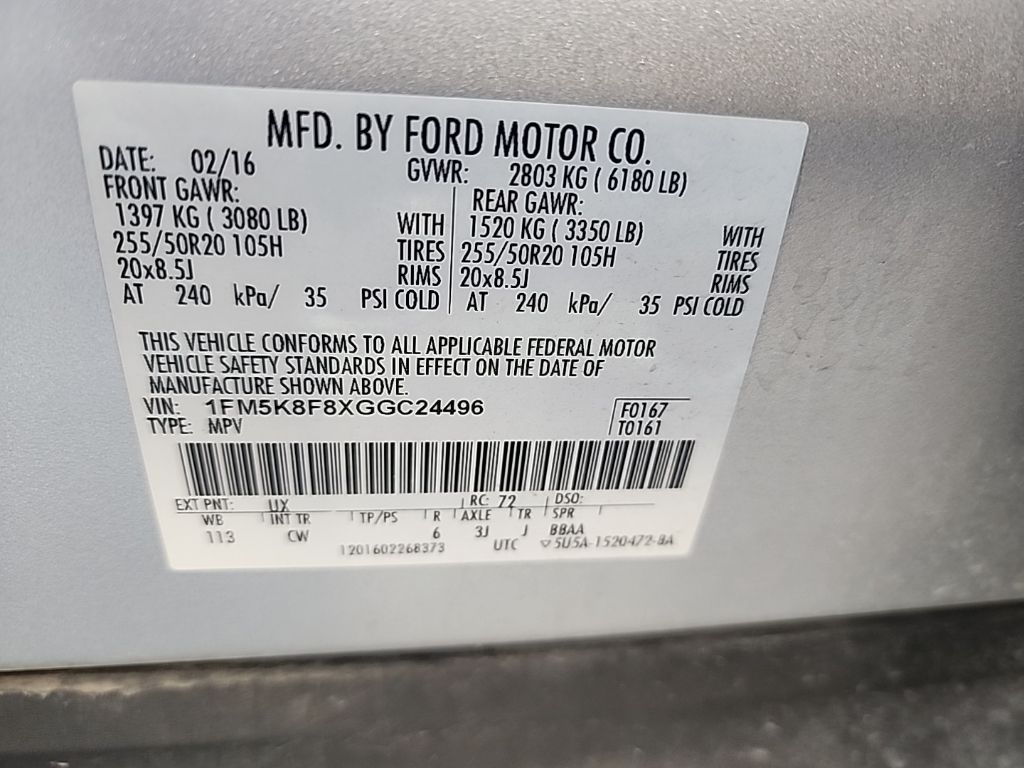 MFD. BY FORD MOTOR CO.
DATE: 02/16 GVWR: 2803 KG ( 6180 LB)
FRONT GAWR: REAR GAWR:
1397 KG ( 3080 LB) WITH 1520 KG ( 3350 LB) WITH
255/50R20 105H TIRES 255/50R20 105H TIRES
20x8.5J RIMS 20x8.5J RIMS
AT 240 kPa/ 35 PSI COLD AT 240 kPa/ 35 PSI COLD
THIS VEHICLE CONFORMS TO ALL APPLICABLE FEDERAL MOTOR
VEHICLE SAFETY STANDARDS IN EFFECT ON THE DATE OF
MANUFACTURE SHOWN ABOVE.
VIN: 1FM5K8F8XGGC24496 F0167
TYPE: MPV T0161
EXT PNT: UX RC: 72 DSO:
WB INT TR TP/PS R AXLE TR SPR
113 CW 6 3J J BBAA
1201602268373 UTC ▽5U5A-1520472-BA